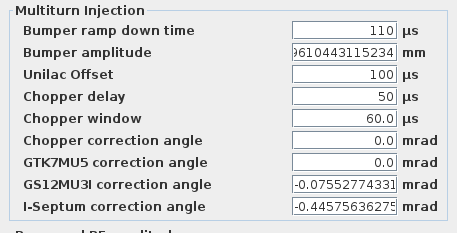 Multiturn Injection
Bumper ramp down time 110 µs
Bumper amplitude 9610443115234 mm
Unilac Offset 100 µs
Chopper delay 50 µs
Chopper window 60.0 µs
Chopper correction angle 0.0 mrad
GTK7MU5 correction angle 0.0 mrad
GS12MU3I correction angle -0.07552774331 mrad
I-Septum correction angle -0.44575636275 mrad